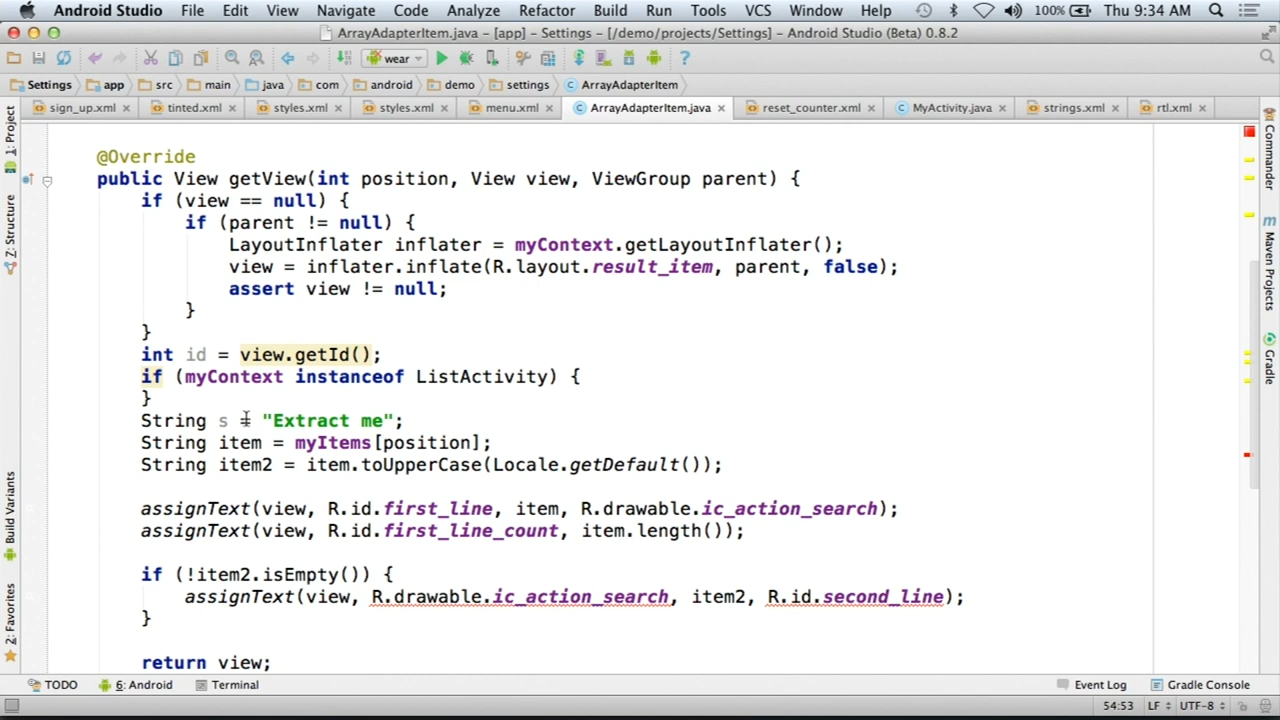 Android Studio File Edit View Navigate Code Analyze Refactor Build Run Tools VCS Window Help 100% Thu 9:34 AM
ArrayAdapterItem.java - [app] - Settings - [/demo/projects/Settings] - Android Studio (Beta) 0.8.2
wear
Settings app src main java com android demo settings ArrayAdapterItem
sign_up.xml tinted.xml styles.xml styles.xml menu.xml ArrayAdapterItem.java reset_counter.xml MyActivity.java strings.xml rtl.xml
1: Project
Z: Structure
Build Variants
2: Favorites
@Override
public View getView(int position, View view, ViewGroup parent) {
if (view == null) {
if (parent != null) {
LayoutInflater inflater = myContext.getLayoutInflater();
view = inflater.inflate(R.layout.result_item, parent, false);
assert view != null;
}
}
int id = view.getId();
if (myContext instanceof ListActivity) {
}
String s = "Extract me";
String item = myItems[position];
String item2 = item.toUpperCase(Locale.getDefault());
assignText(view, R.id.first_line, item, R.drawable.ic_action_search);
assignText(view, R.id.first_line_count, item.length());
if (!item2.isEmpty()) {
assignText(view, R.drawable.ic_action_search, item2, R.id.second_line);
}
return view;
Commander
Maven Projects
Gradle
TODO 6: Android Terminal Event Log Gradle Console
54:53 LF UTF-8